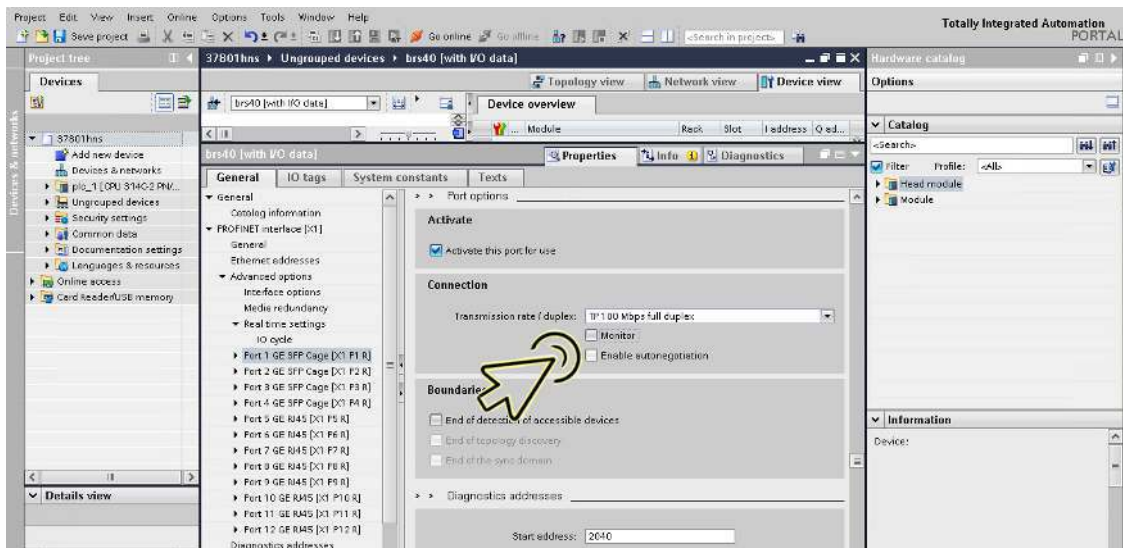 Project Edit View Insert Online Options Tools Window Help
Totally Integrated Automation
PORTAL
Save project
Go online
Go offline
<Search in project>
Project tree
37801hns ▸ Ungrouped devices ▸ brs40 [with I/O data]
Hardware catalog
Devices
Topology view
Network view
Device view
Options
brs40 [with I/O data]
Device overview
Module
Rack
Slot
I address
Q ad...
Catalog
<Search>
Filter
Profile:
<All>
Head module
Module
Devices & networks
37801hns
Add new device
Devices & networks
plc_1 [CPU 314C-2 PN/...
Ungrouped devices
Security settings
Common data
Documentation settings
Languages & resources
Online access
Card Reader/USB memory
Details view
brs40 [with I/O data]
Properties
Info
Diagnostics
General
IO tags
System constants
Texts
General
Catalog information
PROFINET interface [X1]
General
Ethernet addresses
Advanced options
Interface options
Media redundancy
Real time settings
IO cycle
Port 1 GE SFP Cage [X1 P1 R]
Port 2 GE SFP Cage [X1 P2 R]
Port 3 GE SFP Cage [X1 P3 R]
Port 4 GE SFP Cage [X1 P4 R]
Port 5 GE RJ45 [X1 P5 R]
Port 6 GE RJ45 [X1 P6 R]
Port 7 GE RJ45 [X1 P7 R]
Port 8 GE RJ45 [X1 P8 R]
Port 9 GE RJ45 [X1 P9 R]
Port 10 GE RJ45 [X1 P10 R]
Port 11 GE RJ45 [X1 P11 R]
Port 12 GE RJ45 [X1 P12 R]
Diagnostics addresses
> > Port options
Activate
Activate this port for use
Connection
Transmission rate / duplex:
TP 100 Mbps full duplex
Monitor
Enable autonegotiation
Boundaries
End of detection of accessible devices
End of topology discovery
End of the sync domain
> > Diagnostics addresses
Start address:
2040
Information
Device: